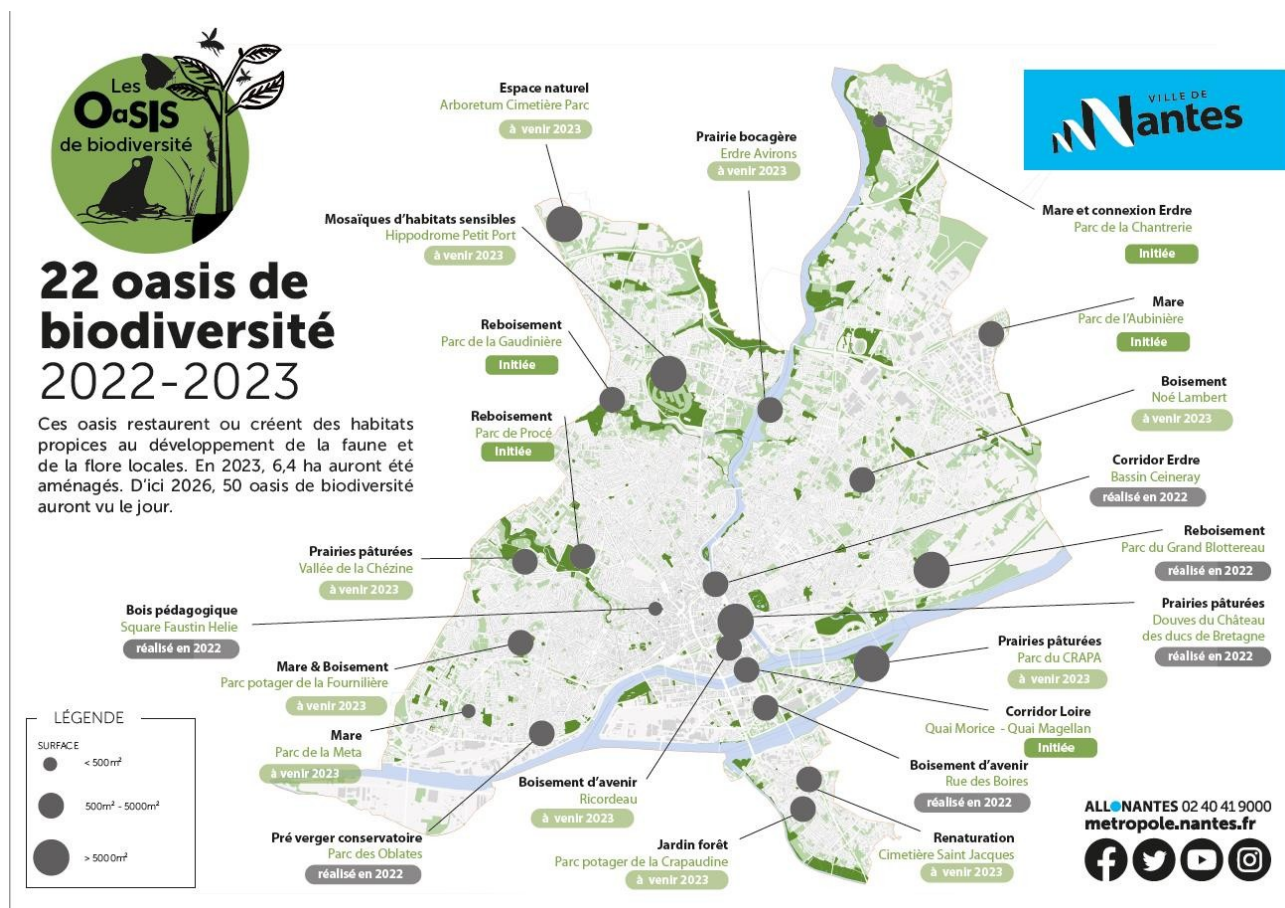 Les
Oasis
de biodiversité
22 oasis de
biodiversité
2022-2023
Ces oasis restaurent ou créent des habitats
propices au développement de la faune et
de la flore locales. En 2023, 6,4 ha auront été
aménagés. D'ici 2026, 50 oasis de biodiversité
auront vu le jour.
VILLE DE
Nantes
Espace naturel
Arboretum Cimetière Parc
à venir 2023
Prairie bocagère
Erdre Avirons
à venir 2023
Mosaïques d'habitats sensibles
Hippodrome Petit Port
à venir 2023
Mare et connexion Erdre
Parc de la Chantrerie
Initiée
Reboisement
Parc de la Gaudinière
Initiée
Mare
Parc de l'Aubinière
Initiée
Reboisement
Parc de Procé
Initiée
Boisement
Noé Lambert
à venir 2023
Corridor Erdre
Bassin Ceineray
réalisé en 2022
Prairies pâturées
Vallée de la Chézine
à venir 2023
Reboisement
Parc du Grand Blottereau
réalisé en 2022
Bois pédagogique
Square Faustin Helie
réalisé en 2022
Prairies pâturées
Douves du Château
des ducs de Bretagne
réalisé en 2022
Mare & Boisement
Parc potager de la Fournilière
à venir 2023
Prairies pâturées
Parc du CRAPA
à venir 2023
Mare
Parc de la Meta
à venir 2023
Corridor Loire
Quai Morice - Quai Magellan
Initiée
Boisement d'avenir
Ricordeau
à venir 2023
Boisement d'avenir
Rue des Boires
réalisé en 2022
Pré verger conservatoire
Parc des Oblates
réalisé en 2022
Jardin forêt
Parc potager de la Crapaudine
à venir 2023
Renaturation
Cimetière Saint Jacques
à venir 2023
LÉGENDE
SURFACE
< 500m²
500m² - 5000m²
> 5000m²
ALLONANTES 02 40 41 9000
metropole.nantes.fr